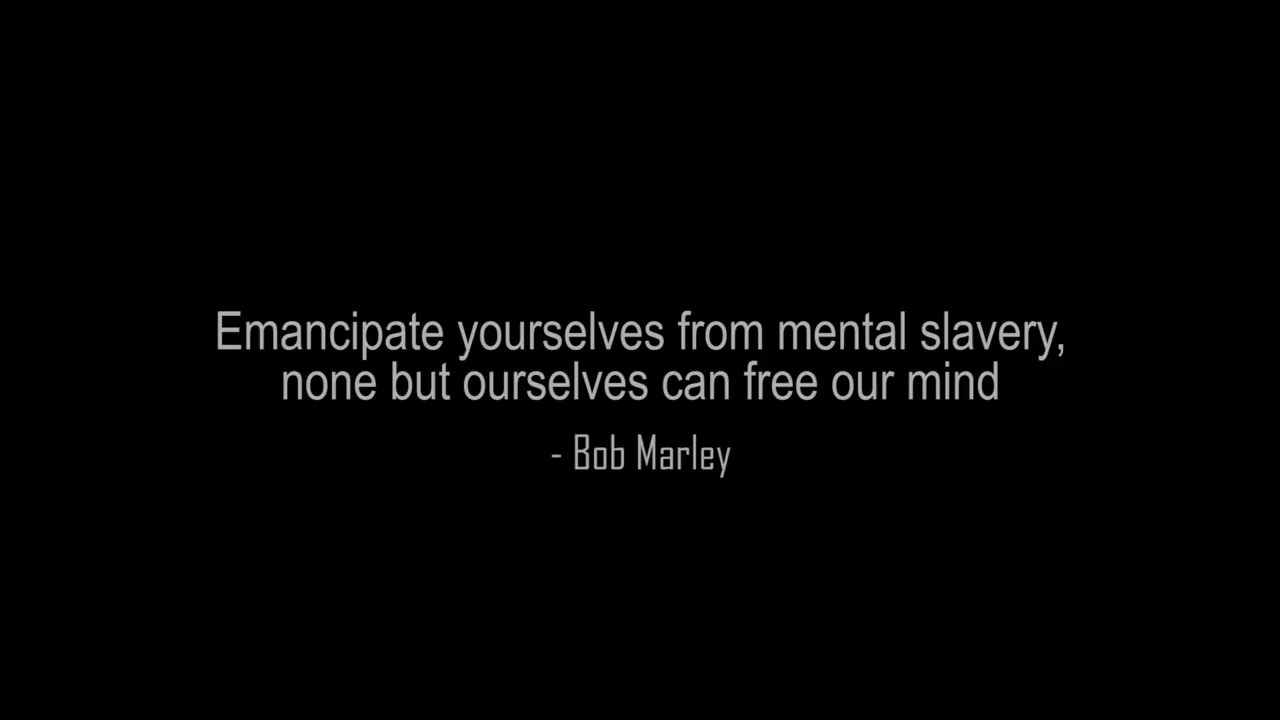 Emancipate yourselves from mental slavery,
none but ourselves can free our mind
- Bob Marley